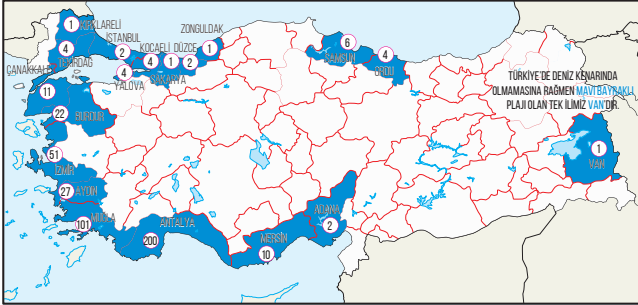 KIRKLARELİ
1
ZONGULDAK
İSTANBUL
KOCAELİ DÜZCE
1
6
SAMSUN
4
TEKİRDAĞ
2
4
1
2
4
ORDU
ÇANAKKALE
YALOVA
4
SAKARYA
TÜRKİYE'DE DENİZ KENARINDA
OLMAMASINA RAĞMEN MAVİ BAYRAKLI
PLAJI OLAN TEK İLİMİZ VAN'DIR.
11
22
BURDUR
51
İZMİR
1
VAN
27
AYDIN
MUĞLA
101
ANTALYA
200
ADANA
2
MERSİN
10